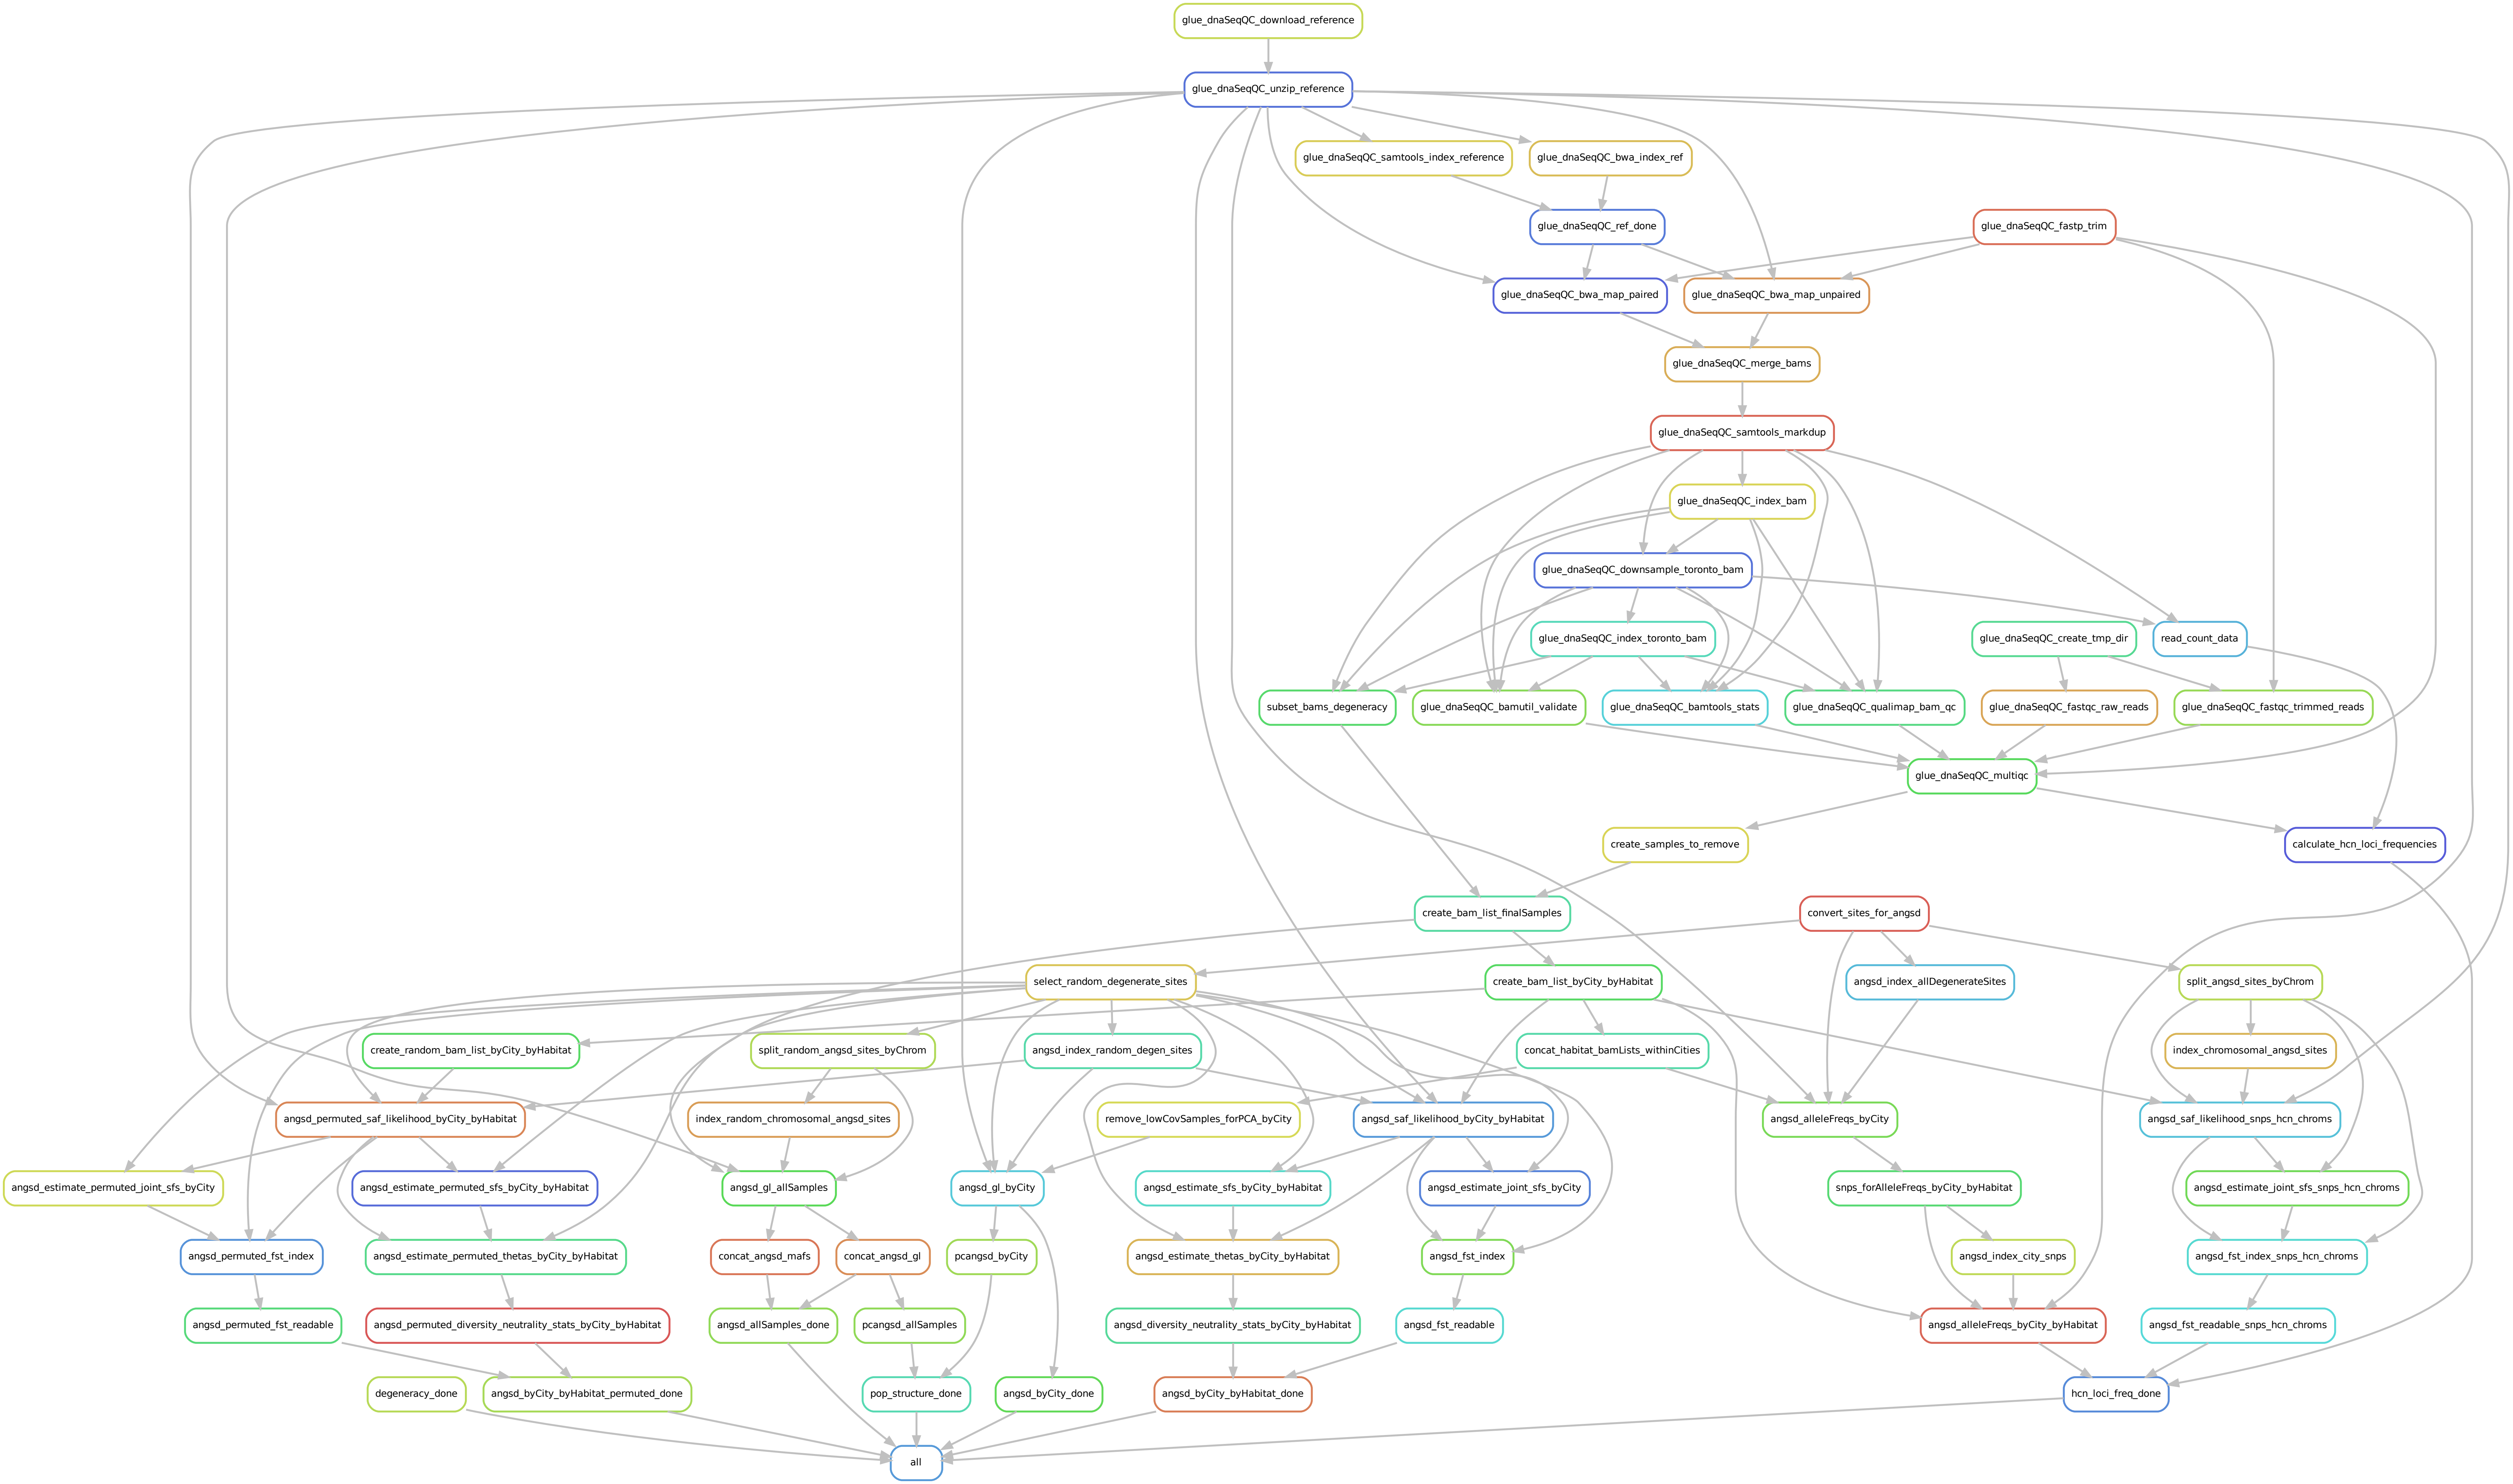 glue_dnaSeqQC_download_reference
glue_dnaSeqQC_unzip_reference
glue_dnaSeqQC_samtools_index_reference
glue_dnaSeqQC_bwa_index_ref
glue_dnaSeqQC_ref_done
glue_dnaSeqQC_fastp_trim
glue_dnaSeqQC_bwa_map_paired
glue_dnaSeqQC_bwa_map_unpaired
glue_dnaSeqQC_merge_bams
glue_dnaSeqQC_samtools_markdup
glue_dnaSeqQC_index_bam
glue_dnaSeqQC_downsample_toronto_bam
glue_dnaSeqQC_index_toronto_bam
glue_dnaSeqQC_create_tmp_dir
read_count_data
subset_bams_degeneracy
glue_dnaSeqQC_bamutil_validate
glue_dnaSeqQC_bamtools_stats
glue_dnaSeqQC_qualimap_bam_qc
glue_dnaSeqQC_fastqc_raw_reads
glue_dnaSeqQC_fastqc_trimmed_reads
glue_dnaSeqQC_multiqc
create_samples_to_remove
calculate_hcn_loci_frequencies
create_bam_list_finalSamples
convert_sites_for_angsd
select_random_degenerate_sites
create_bam_list_byCity_byHabitat
angsd_index_allDegenerateSites
split_angsd_sites_byChrom
create_random_bam_list_byCity_byHabitat
split_random_angsd_sites_byChrom
angsd_index_random_degen_sites
concat_habitat_bamLists_withinCities
index_chromosomal_angsd_sites
angsd_permuted_saf_likelihood_byCity_byHabitat
index_random_chromosomal_angsd_sites
remove_lowCovSamples_forPCA_byCity
angsd_saf_likelihood_byCity_byHabitat
angsd_alleleFreqs_byCity
angsd_saf_likelihood_snps_hcn_chroms
angsd_estimate_permuted_joint_sfs_byCity
angsd_estimate_permuted_sfs_byCity_byHabitat
angsd_gl_allSamples
angsd_gl_byCity
angsd_estimate_sfs_byCity_byHabitat
angsd_estimate_joint_sfs_byCity
snps_forAlleleFreqs_byCity_byHabitat
angsd_estimate_joint_sfs_snps_hcn_chroms
angsd_permuted_fst_index
angsd_estimate_permuted_thetas_byCity_byHabitat
concat_angsd_mafs
concat_angsd_gl
pcangsd_byCity
angsd_estimate_thetas_byCity_byHabitat
angsd_fst_index
angsd_index_city_snps
angsd_fst_index_snps_hcn_chroms
angsd_permuted_fst_readable
angsd_permuted_diversity_neutrality_stats_byCity_byHabitat
angsd_allSamples_done
pcangsd_allSamples
angsd_diversity_neutrality_stats_byCity_byHabitat
angsd_fst_readable
angsd_alleleFreqs_byCity_byHabitat
angsd_fst_readable_snps_hcn_chroms
degeneracy_done
angsd_byCity_byHabitat_permuted_done
pop_structure_done
angsd_byCity_done
angsd_byCity_byHabitat_done
hcn_loci_freq_done
all